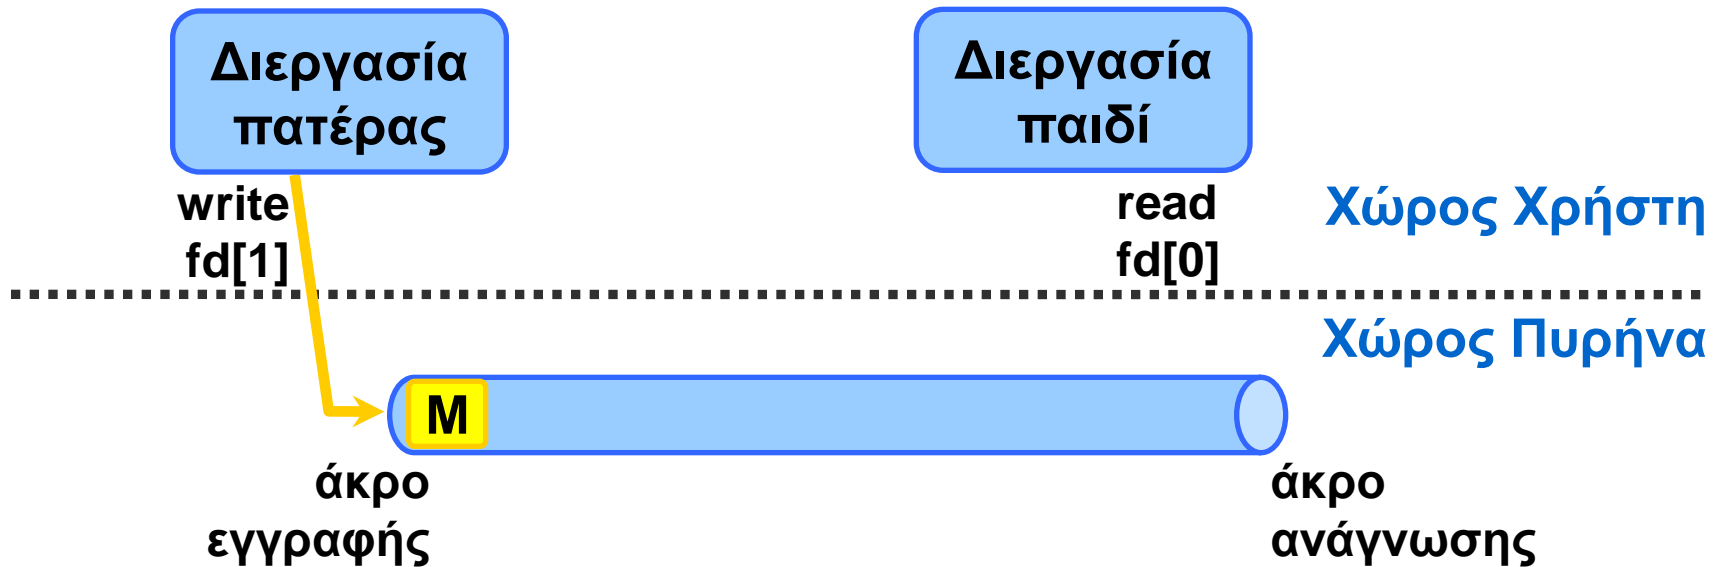 Διεργασία
πατέρας
Διεργασία
παιδί
write
fd[1]
read
fd[0]
Χώρος Χρήστη
Χώρος Πυρήνα
M
άκρο
εγγραφής
άκρο
ανάγνωσης